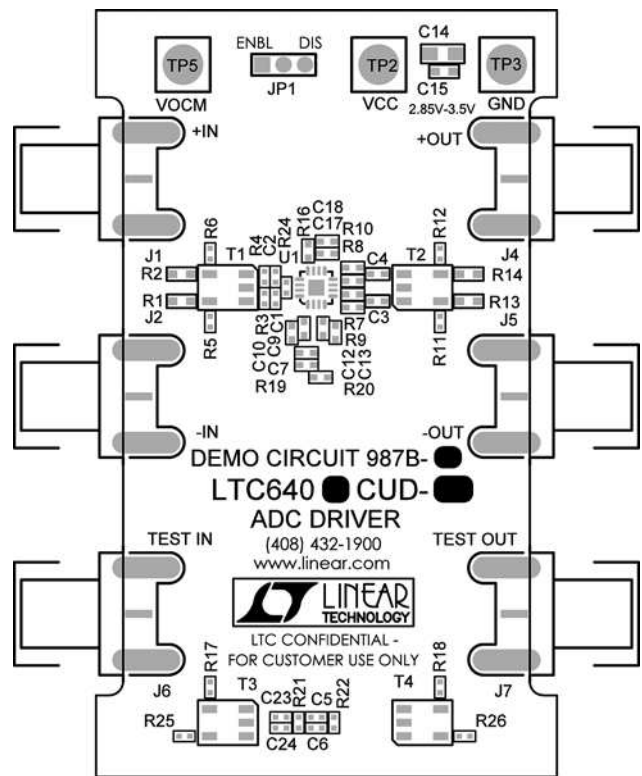 ENBL DIS
C14
TP5
TP2
TP3
JP1
C15
VOCM
VCC
2.85V-3.5V
GND
+IN
+OUT
R6
R4
C2
R24
R16
C18
C17
R10
R8
R12
J1
T1
U1
C4
T2
J4
R2
R14
R1
R13
J2
R5
R3
C1
C3
R7
R9
R11
J5
C10
C9
C7
C12
C13
R19
R20
-IN
-OUT
DEMO CIRCUIT 987B-
LTC640 CUD-
ADC DRIVER
TEST IN
(408) 432-1900
TEST OUT
www.linear.com
LINEAR
TECHNOLOGY
LTC CONFIDENTIAL -
FOR CUSTOMER USE ONLY
R17
R18
J6
T3
C23
R21
C5
R22
T4
J7
R25
C24
C6
R26